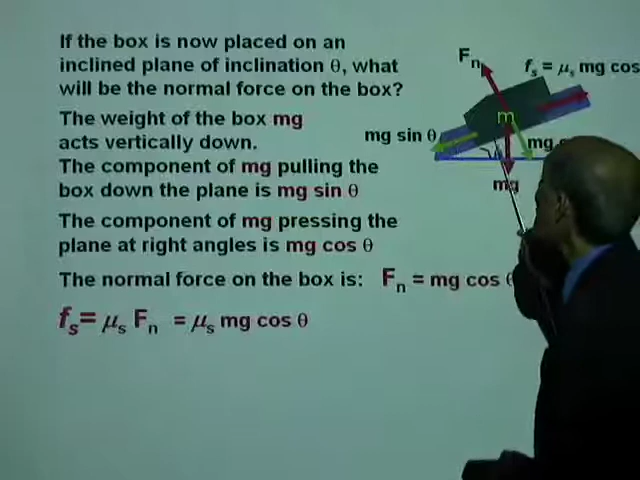 If the box is now placed on an
inclined plane of inclination θ, what
will be the normal force on the box?
The weight of the box mg
acts vertically down.
The component of mg pulling the
box down the plane is mg sin θ
The component of mg pressing the
plane at right angles is mg cos θ
The normal force on the box is: Fn = mg cos
fs= μs Fn = μs mg cos θ
Fn
fs = μs mg cos
m
mg sin θ
mg
mg